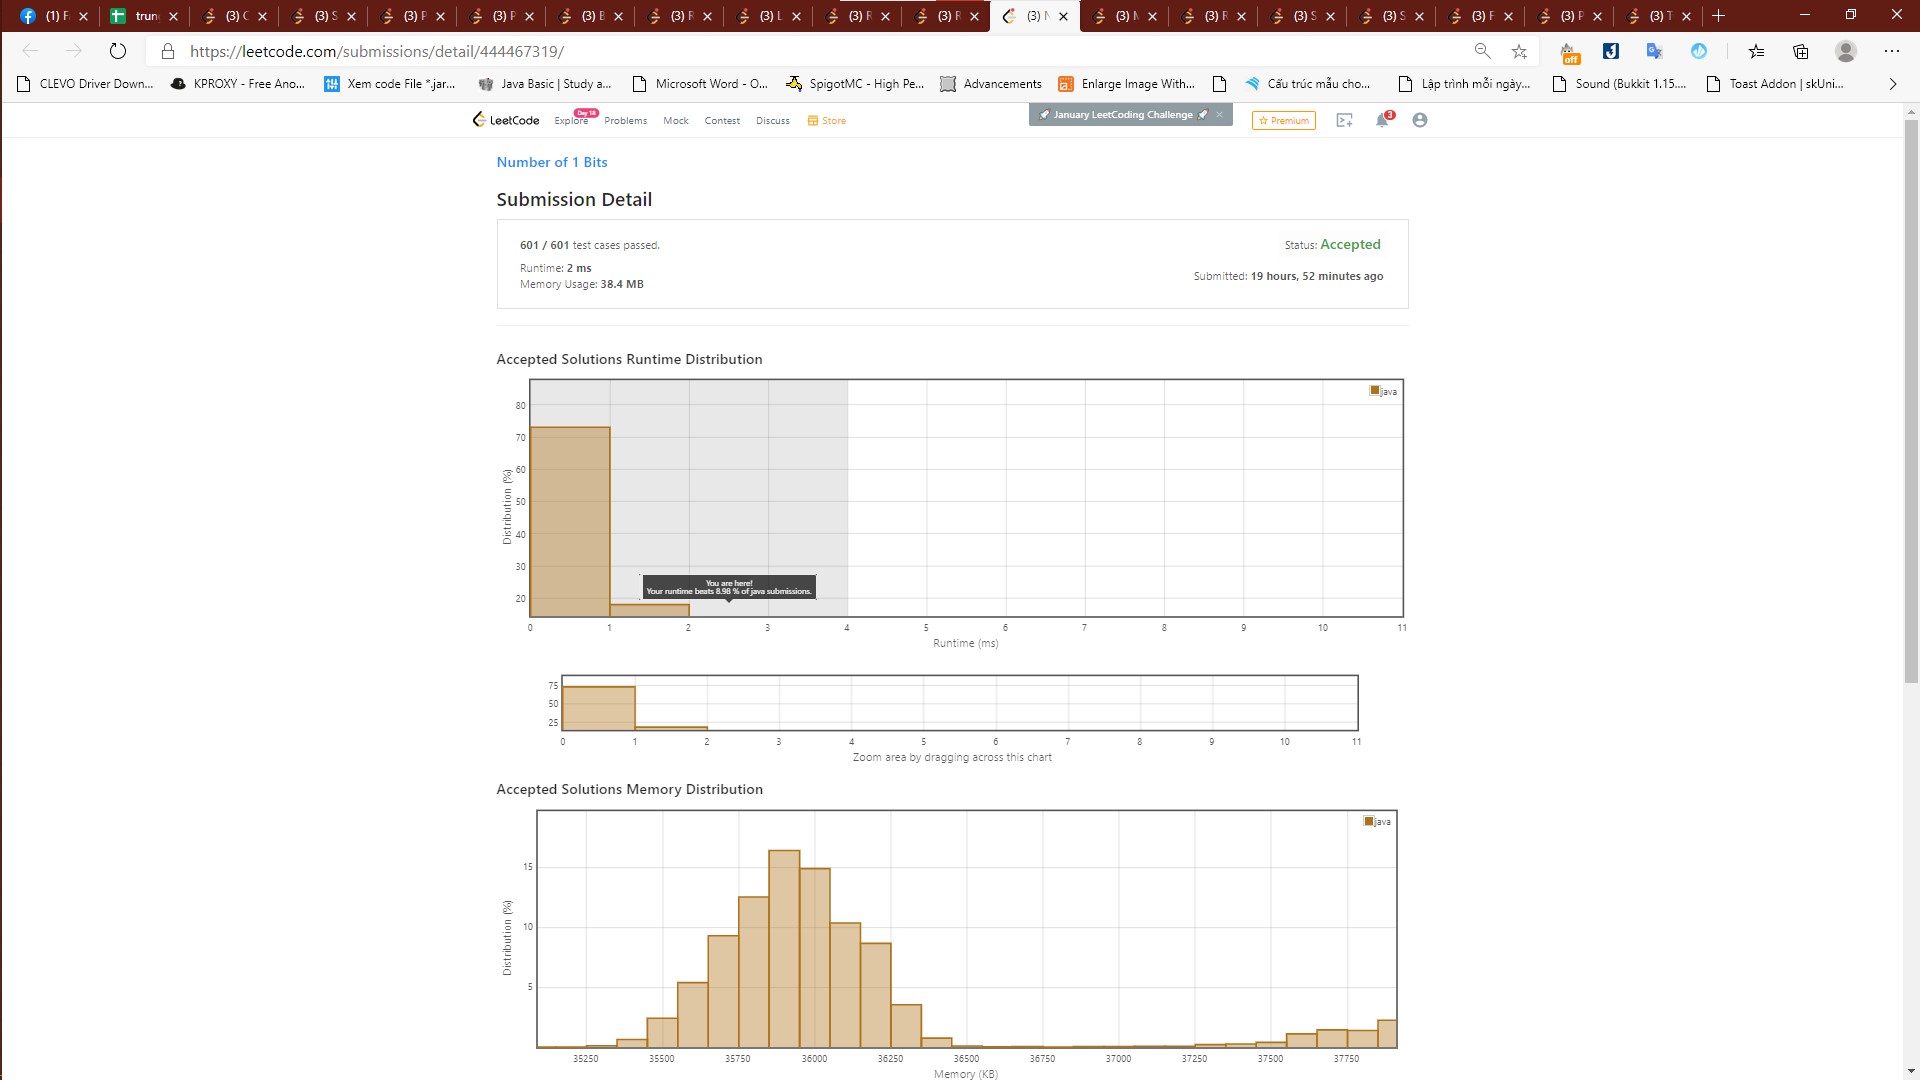 (1) F
trun
(3) C
(3) S
(3) P
(3) P
(3) B
(3) R
(3) L
(3) R
(3) R
(3) N
(3) M
(3) R
(3) S
(3) S
(3) F
(3) P
(3) T
https://leetcode.com/submissions/detail/444467319/
off
CLEVO Driver Down...
KPROXY - Free Ano...
Xem code File *.jar...
Java Basic | Study a...
Microsoft Word - O...
SpigotMC - High Pe...
Advancements
Enlarge Image With...
Cấu trúc mẫu cho...
Lập trình mỗi ngày...
Sound (Bukkit 1.15....
Toast Addon | skUni...
LeetCode
Explore
Day 18
Problems
Mock
Contest
Discuss
Store
January LeetCoding Challenge
Premium
3
Number of 1 Bits
Submission Detail
601 / 601 test cases passed.
Status: Accepted
Runtime: 2 ms
Submitted: 19 hours, 52 minutes ago
Memory Usage: 38.4 MB
Accepted Solutions Runtime Distribution
java
80
70
60
50
40
30
20
Distribution (%)
You are here!
Your runtime beats 8.98 % of java submissions.
0 1 2 3 4 5 6 7 8 9 10 11
Runtime (ms)
75
50
25
0 1 2 3 4 5 6 7 8 9 10 11
Zoom area by dragging across this chart
Accepted Solutions Memory Distribution
java
15
10
5
Distribution (%)
35250 35500 35750 36000 36250 36500 36750 37000 37250 37500 37750
Memory (KB)